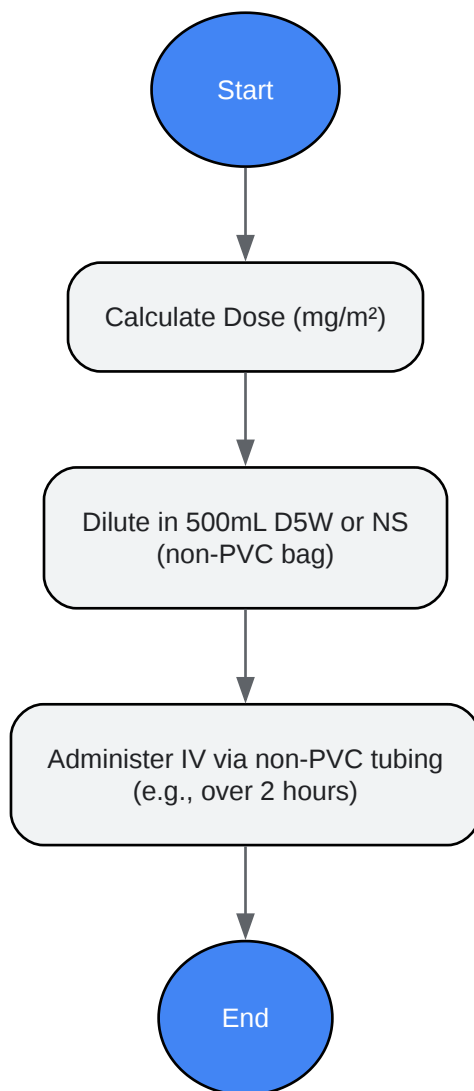 Start
Calculate Dose (mg/m²)
Dilute in 500mL D5W or NS
(non-PVC bag)
Administer IV via non-PVC tubing
(e.g., over 2 hours)
End